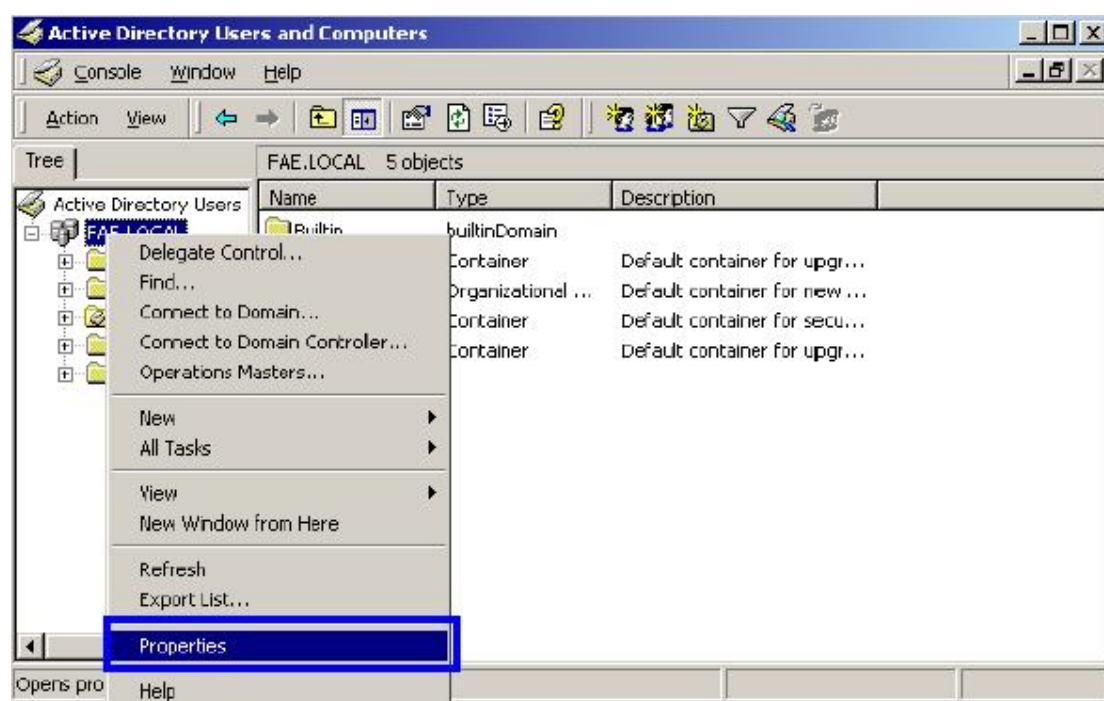 Active Directory Users and Computers
Console Window Help
Action View
Tree
FAE.LOCAL 5 objects
Active Directory Users
Name Type Description
FAE.LOCAL
Builtin builtinDomain
Container Default container for upgr...
Organizational ... Default container for new ...
Container Default container for secu...
Container Default container for upgr...
Delegate Control...
Find...
Connect to Domain...
Connect to Domain Controller...
Operations Masters...
New
All Tasks
View
New Window from Here
Refresh
Export List...
Properties
Help
Opens pro